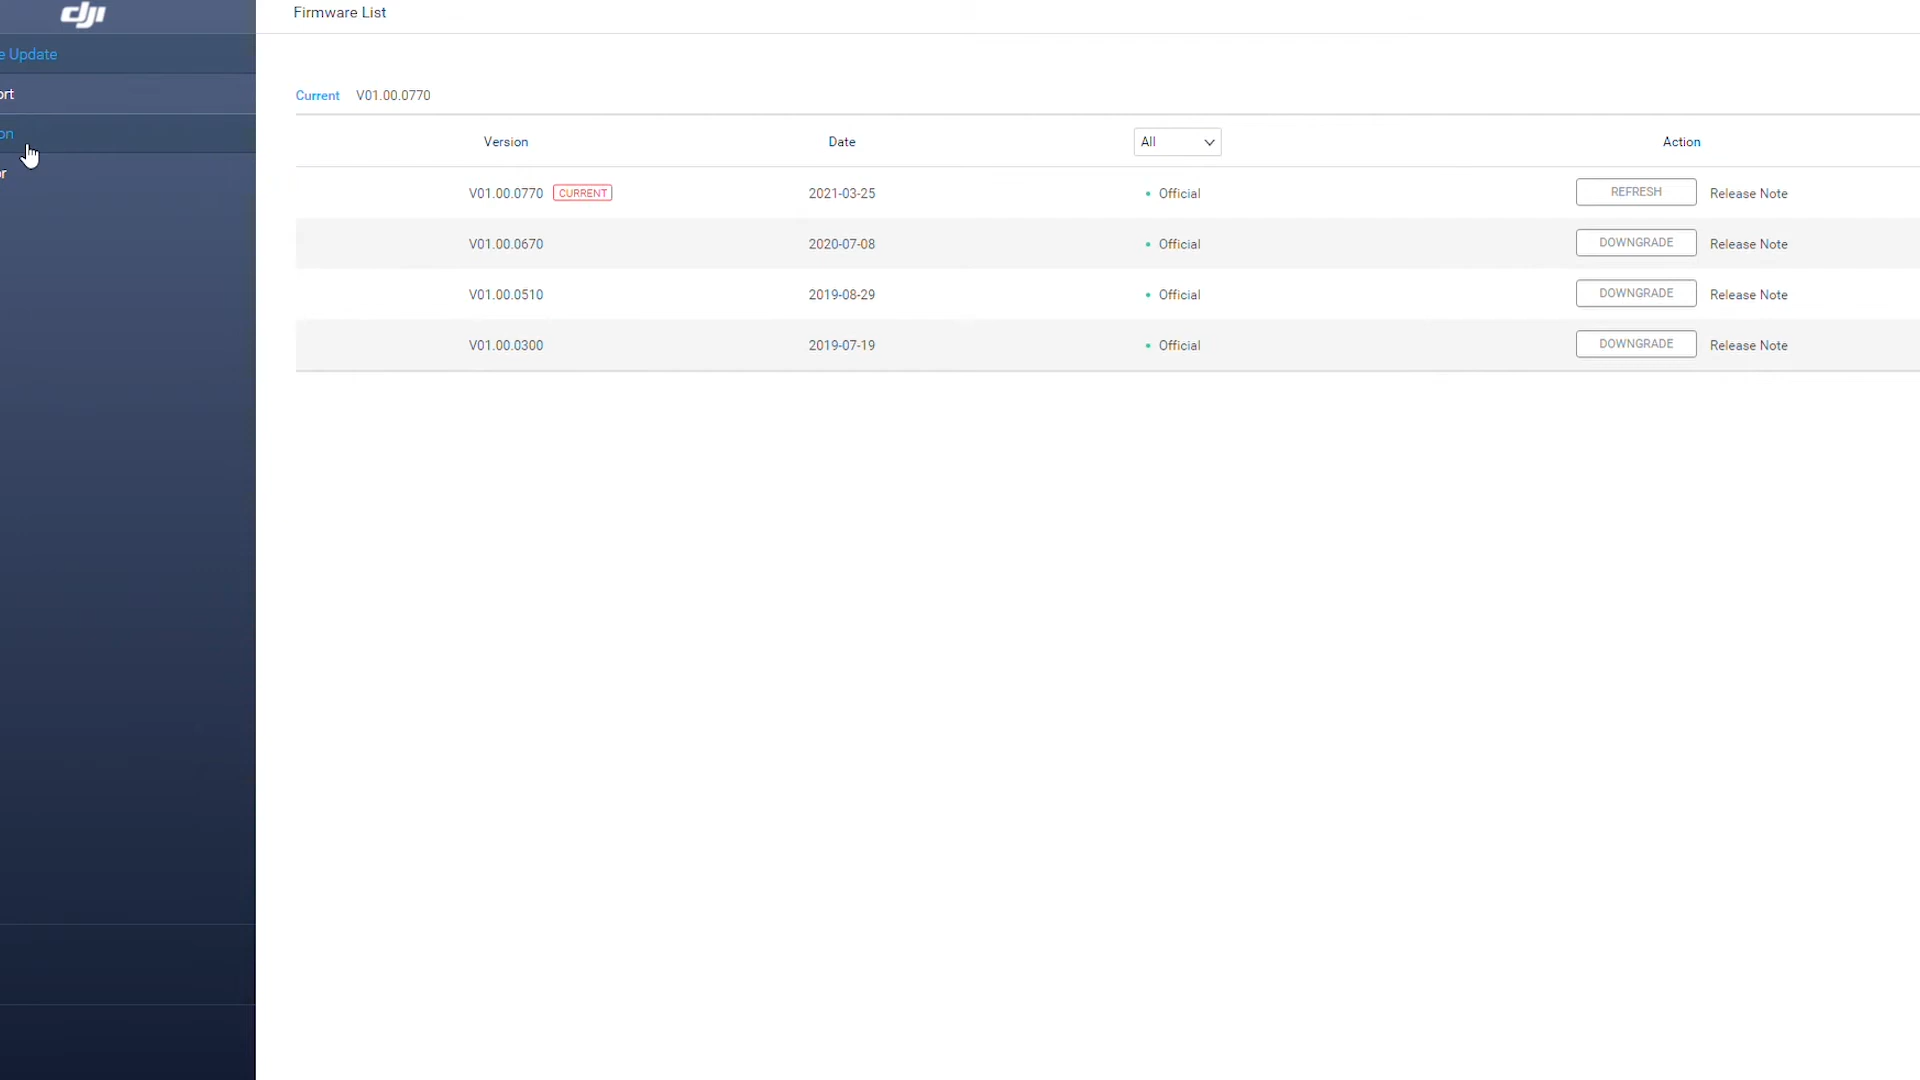 dji
Firmware List
e Update
Current V01.00.0770
ort
on
Version Date All Action
r
V01.00.0770 CURRENT 2021-03-25 • Official REFRESH Release Note
V01.00.0670 2020-07-08 • Official DOWNGRADE Release Note
V01.00.0510 2019-08-29 • Official DOWNGRADE Release Note
V01.00.0300 2019-07-19 • Official DOWNGRADE Release Note